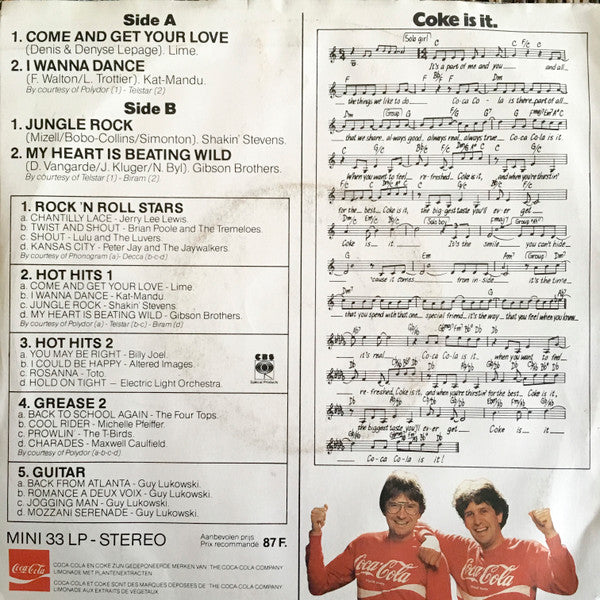 Side A
1. COME AND GET YOUR LOVE
(Denis & Denyse Lepage). Lime.
2. I WANNA DANCE
(F. Walton/L. Trottier). Kat-Mandu.
By courtesy of Polydor (1) - Telstar (2)
Side B
1. JUNGLE ROCK
(Mizell/Bobo-Collins/Simonton). Shakin' Stevens.
2. MY HEART IS BEATING WILD
(D. Vangarde/J. Kluger/N. Byl). Gibson Brothers.
By courtesy of Telstar (1) - Biram (2)
1. ROCK 'N ROLL STARS
a. CHANTILLY LACE - Jerry Lee Lewis.
b. TWIST AND SHOUT - Brian Poole and The Tremeloes.
c. SHOUT - Lulu and The Luvers.
d. KANSAS CITY - Peter Jay and The Jaywalkers.
By courtesy of Phonogram (a)- Decca (b-c-d)
2. HOT HITS 1
a. COME AND GET YOUR LOVE - Lime.
b. I WANNA DANCE - Kat-Mandu.
c. JUNGLE ROCK - Shakin' Stevens.
d. MY HEART IS BEATING WILD - Gibson Brothers.
By courtesy of Polydor (a) - Telstar (b-c) - Biram (d)
3. HOT HITS 2
a. YOU MAY BE RIGHT - Billy Joel.
b. I COULD BE HAPPY - Altered Images.
c. ROSANNA - Toto.
d. HOLD ON TIGHT - Electric Light Orchestra.
CBS
Special Products
4. GREASE 2
a. BACK TO SCHOOL AGAIN - The Four Tops.
b. COOL RIDER - Michelle Pfeiffer.
c. PROWLIN' - The T-Birds.
d. CHARADES - Maxwell Caulfield.
By courtesy of Polydor (a-b-c-d)
5. GUITAR
a. BACK FROM ATLANTA - Guy Lukowski.
b. ROMANCE A DEUX VOIX - Guy Lukowski.
c. JOGGING MAN - Guy Lukowski
d. MOZZANI SERENADE - Guy Lukowski.
MINI 33 LP - STEREO
Aanbevolen prijs
Prix recommandé 87 F.
Coca-Cola
COCA-COLA EN COKE ZIJN GEDEPONEERDE MERKEN VAN THE COCA-COLA COMPANY.
LIMONADE MET PLANTENEXTRACTEN
COCA-COLA ET COKE SONT DES MARQUES DEPOSEES DE THE COCA-COLA COMPANY
LIMONADE AUX EXTRAITS DE VEGETAUX
Coke is it.
(Solo girl)
It's a part of me and you and all
the things we like to do Coca Cola is there, part of all
(Group)
that we share, always good, always real, always true Coca Cola is it.
When you want to feel re-freshed, Coke is it, and when you're thirstin'
for the best Coke is it, the biggest taste you'll ever get
(Solo boy)
Coke is it It's the smile you can't hide
'cause it comes from inside it's the time
that you spend with that one special friend. it's the way that you feel when you know
it's real Coca Cola is it, when you want to feel
re-freshed, Coke is it, and when you're thirstin' for the best Coke is it,
the biggest taste you'll ever get Coke is it
Co-ca Co-la is it!
Coca-Cola
Coca-Cola